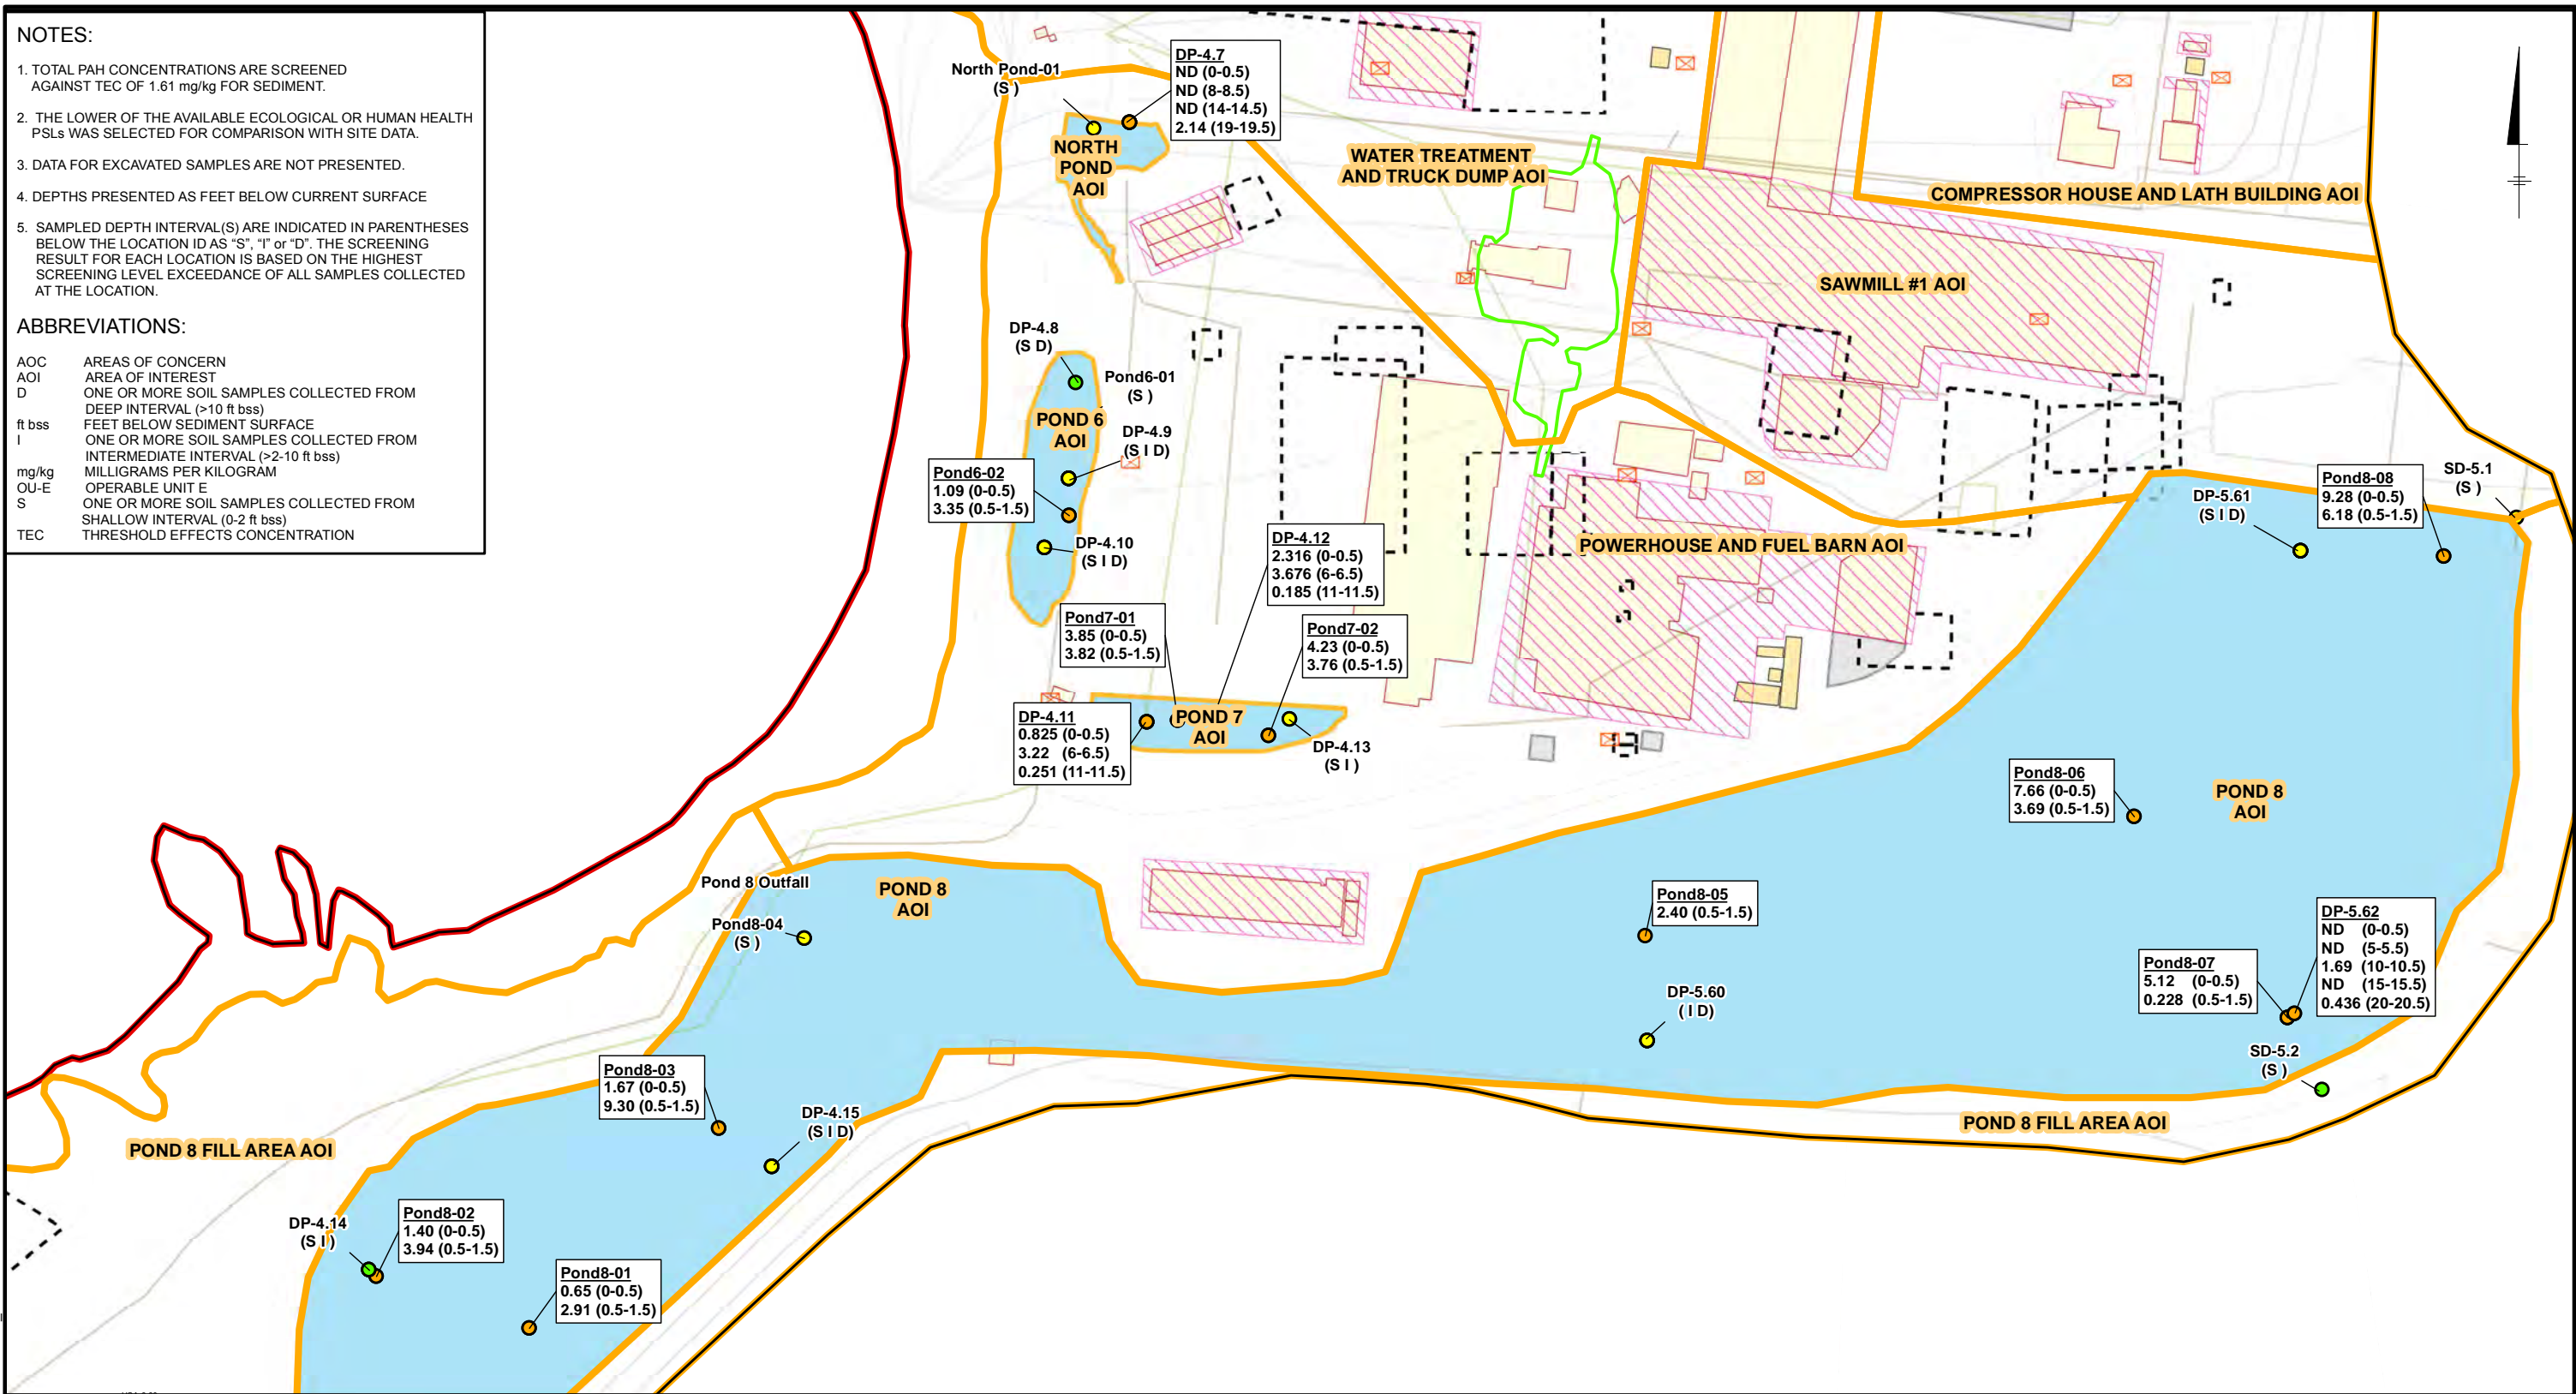 NOTES:
1. TOTAL PAH CONCENTRATIONS ARE SCREENED
AGAINST TEC OF 1.61 mg/kg FOR SEDIMENT.
2. THE LOWER OF THE AVAILABLE ECOLOGICAL OR HUMAN HEALTH
PSLs WAS SELECTED FOR COMPARISON WITH SITE DATA.
3. DATA FOR EXCAVATED SAMPLES ARE NOT PRESENTED.
4. DEPTHS PRESENTED AS FEET BELOW CURRENT SURFACE
5. SAMPLED DEPTH INTERVAL(S) ARE INDICATED IN PARENTHESES
BELOW THE LOCATION ID AS “S”, “I” or “D”. THE SCREENING
RESULT FOR EACH LOCATION IS BASED ON THE HIGHEST
SCREENING LEVEL EXCEEDANCE OF ALL SAMPLES COLLECTED
AT THE LOCATION.
ABBREVIATIONS:
AOC AREAS OF CONCERN
AOI AREA OF INTEREST
D ONE OR MORE SOIL SAMPLES COLLECTED FROM
DEEP INTERVAL (>10 ft bss)
ft bss FEET BELOW SEDIMENT SURFACE
I ONE OR MORE SOIL SAMPLES COLLECTED FROM
INTERMEDIATE INTERVAL (>2-10 ft bss)
mg/kg MILLIGRAMS PER KILOGRAM
OU-E OPERABLE UNIT E
S ONE OR MORE SOIL SAMPLES COLLECTED FROM
SHALLOW INTERVAL (0-2 ft bss)
TEC THRESHOLD EFFECTS CONCENTRATION
North Pond-01
(S )
DP-4.7
ND (0-0.5)
ND (8-8.5)
ND (14-14.5)
2.14 (19-19.5)
NORTH
POND
AOI
WATER TREATMENT
AND TRUCK DUMP AOI
COMPRESSOR HOUSE AND LATH BUILDING AOI
SAWMILL #1 AOI
DP-4.8
(S D)
Pond6-01
(S )
POND 6
AOI
DP-4.9
(S I D)
Pond6-02
1.09 (0-0.5)
3.35 (0.5-1.5)
DP-4.10
(S I D)
DP-4.12
2.316 (0-0.5)
3.676 (6-6.5)
0.185 (11-11.5)
POWERHOUSE AND FUEL BARN AOI
DP-5.61
(S I D)
Pond8-08
9.28 (0-0.5)
6.18 (0.5-1.5)
SD-5.1
(S )
Pond7-01
3.85 (0-0.5)
3.82 (0.5-1.5)
Pond7-02
4.23 (0-0.5)
3.76 (0.5-1.5)
DP-4.11
0.825 (0-0.5)
3.22 (6-6.5)
0.251 (11-11.5)
POND 7
AOI
DP-4.13
(S I )
Pond8-06
7.66 (0-0.5)
3.69 (0.5-1.5)
POND 8
AOI
Pond 8 Outfall
POND 8
AOI
Pond8-04
(S )
Pond8-05
2.40 (0.5-1.5)
DP-5.62
ND (0-0.5)
ND (5-5.5)
1.69 (10-10.5)
ND (15-15.5)
0.436 (20-20.5)
Pond8-07
5.12 (0-0.5)
0.228 (0.5-1.5)
DP-5.60
( I D)
SD-5.2
(S )
Pond8-03
1.67 (0-0.5)
9.30 (0.5-1.5)
DP-4.15
(S I D)
POND 8 FILL AREA AOI
POND 8 FILL AREA AOI
DP-4.14
(S I )
Pond8-02
1.40 (0-0.5)
3.94 (0.5-1.5)
Pond8-01
0.65 (0-0.5)
2.91 (0.5-1.5)